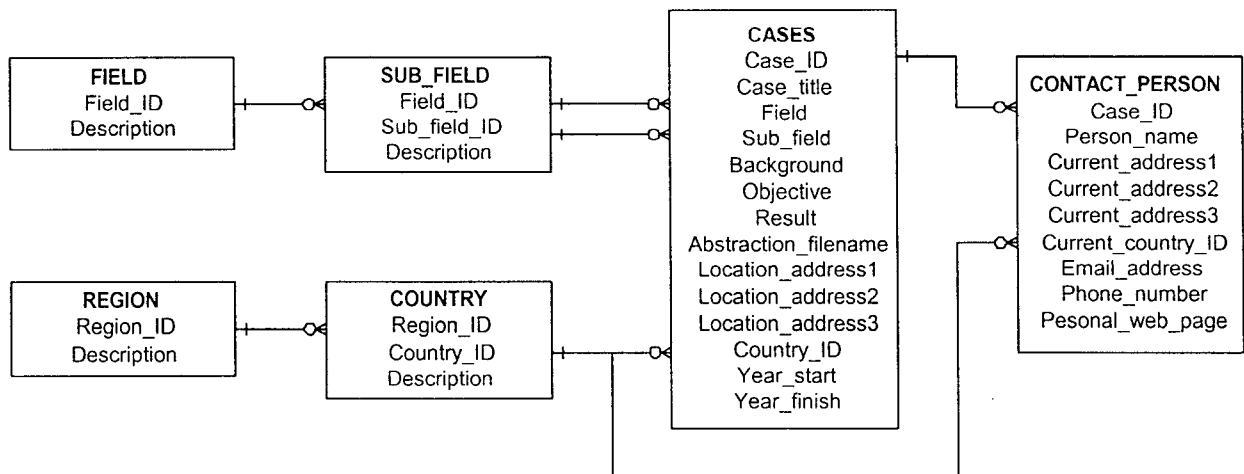 FIELD
Field_ID
Description
SUB_FIELD
Field_ID
Sub_field_ID
Description
CASES
Case_ID
Case_title
Field
Sub_field
Background
Objective
Result
Abstraction_filename
Location_address1
Location_address2
Location_address3
Country_ID
Year_start
Year_finish
CONTACT_PERSON
Case_ID
Person_name
Current_address1
Current_address2
Current_address3
Current_country_ID
Email_address
Phone_number
Pesonal_web_page
REGION
Region_ID
Description
COUNTRY
Region_ID
Country_ID
Description